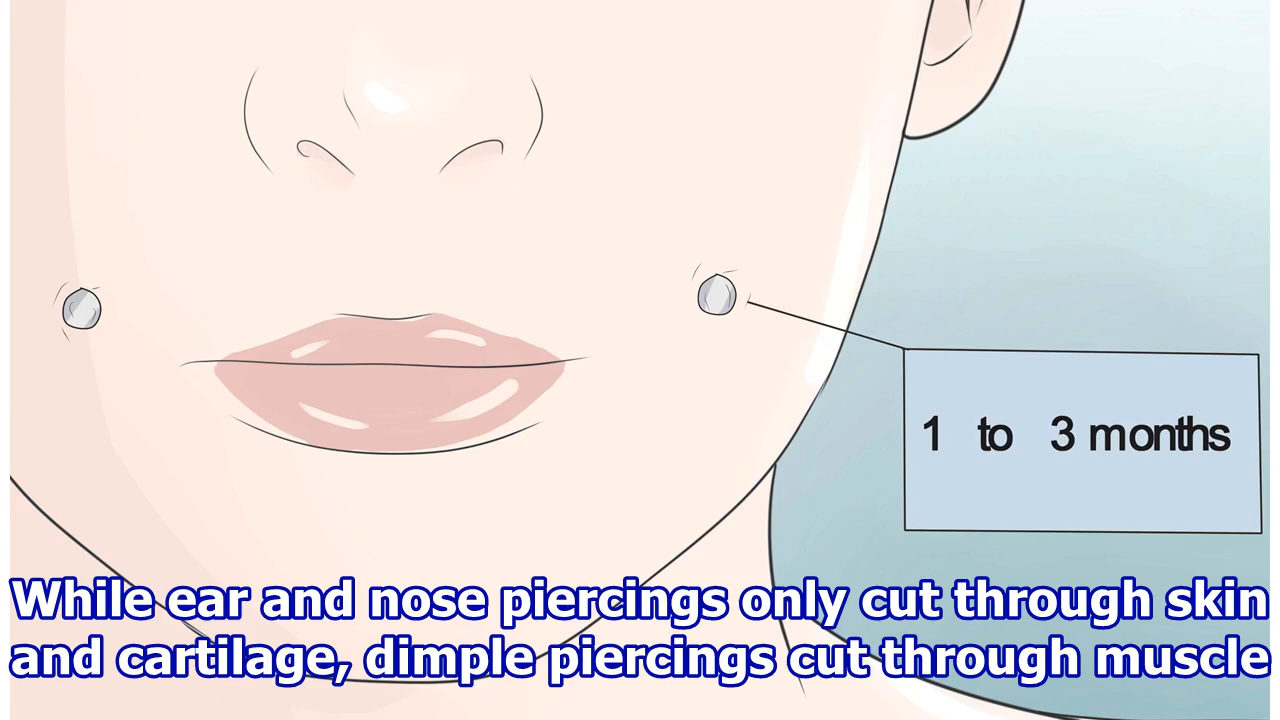 1 to 3 months
While ear and nose piercings only cut through skin
and cartilage, dimple piercings cut through muscle